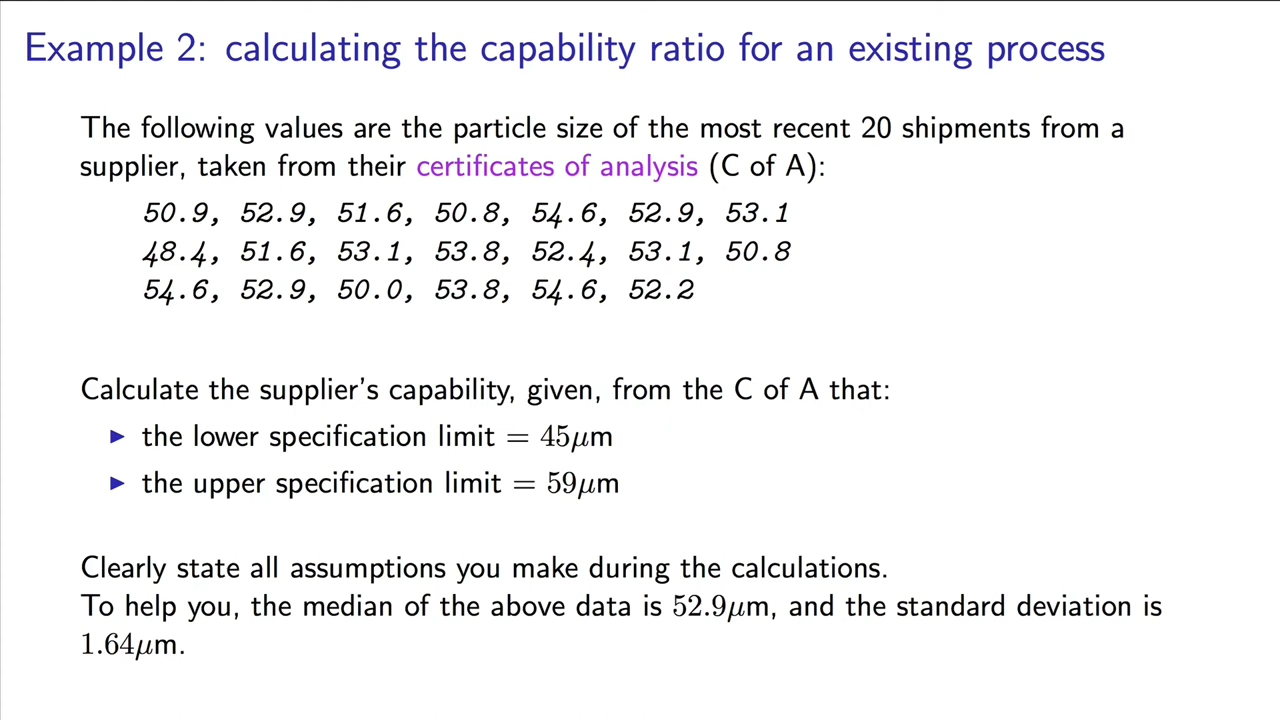 Example 2: calculating the capability ratio for an existing process
The following values are the particle size of the most recent 20 shipments from a
supplier, taken from their certificates of analysis (C of A):
50.9, 52.9, 51.6, 50.8, 54.6, 52.9, 53.1
48.4, 51.6, 53.1, 53.8, 52.4, 53.1, 50.8
54.6, 52.9, 50.0, 53.8, 54.6, 52.2
Calculate the supplier's capability, given, from the C of A that:
▶ the lower specification limit = 45μm
▶ the upper specification limit = 59μm
Clearly state all assumptions you make during the calculations.
To help you, the median of the above data is 52.9μm, and the standard deviation is
1.64μm.